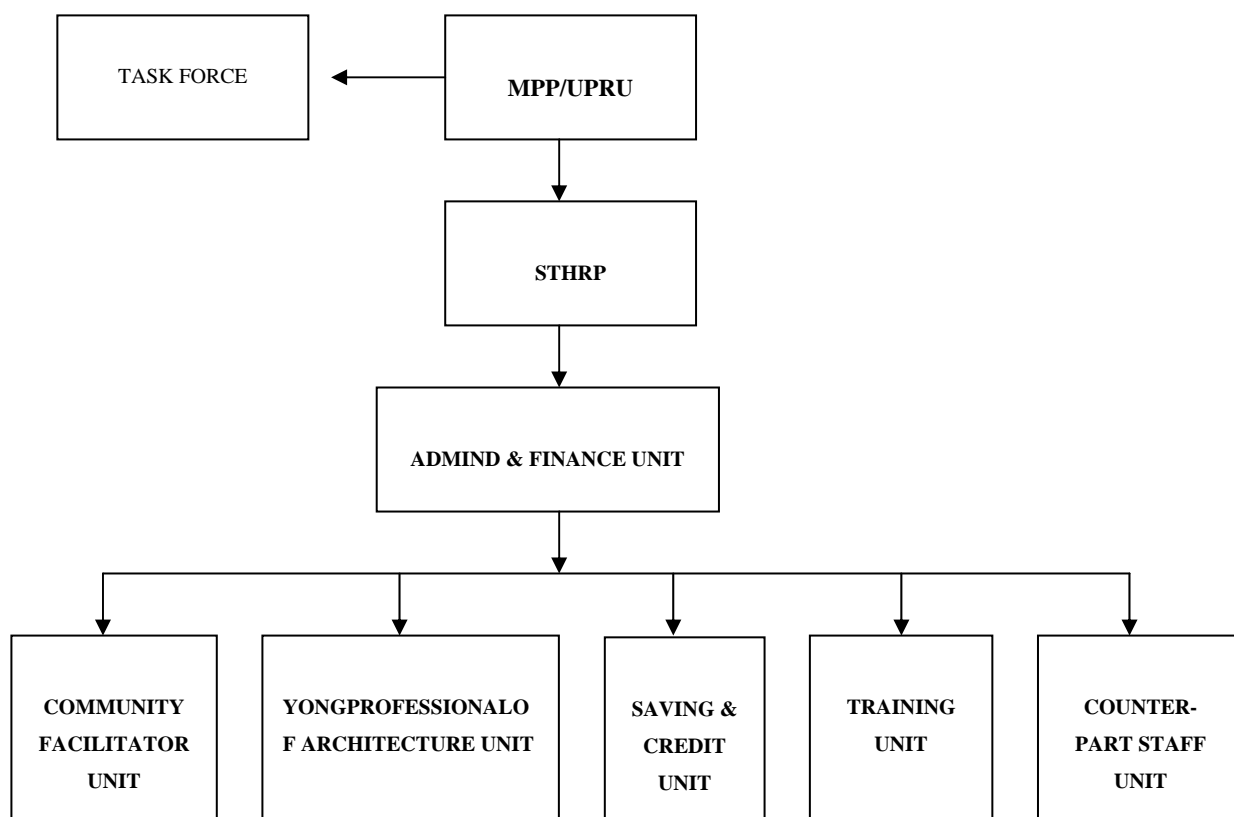 TASK FORCE
MPP/UPRU
STHRP
ADMIND & FINANCE UNIT
COMMUNITY
FACILITATOR
UNIT
YONGPROFESSIONALO
F ARCHITECTURE UNIT
SAVING &
CREDIT
UNIT
TRAINING
UNIT
COUNTER-
PART STAFF
UNIT